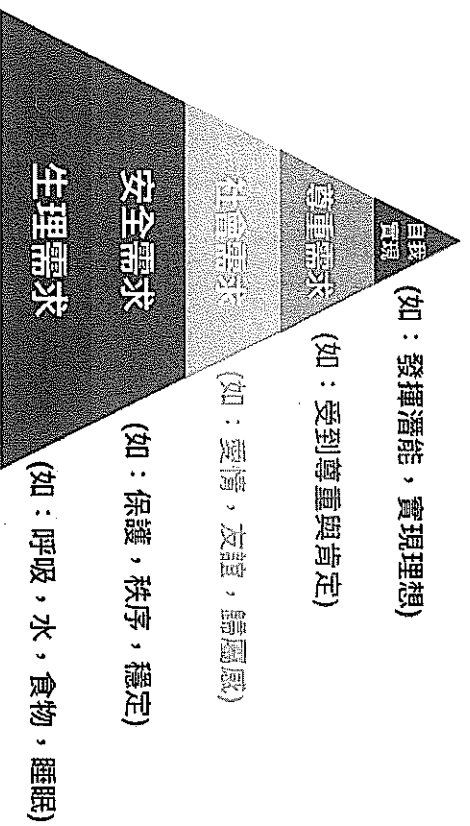 自我
實現
(如：發揮潛能，實現理想)
尊重需求
(如：受到尊重與肯定)
社會需求
(如：愛情，友誼，歸屬感)
安全需求
(如：保護，秩序，穩定)
生理需求
(如：呼吸，水，食物，睡眠)